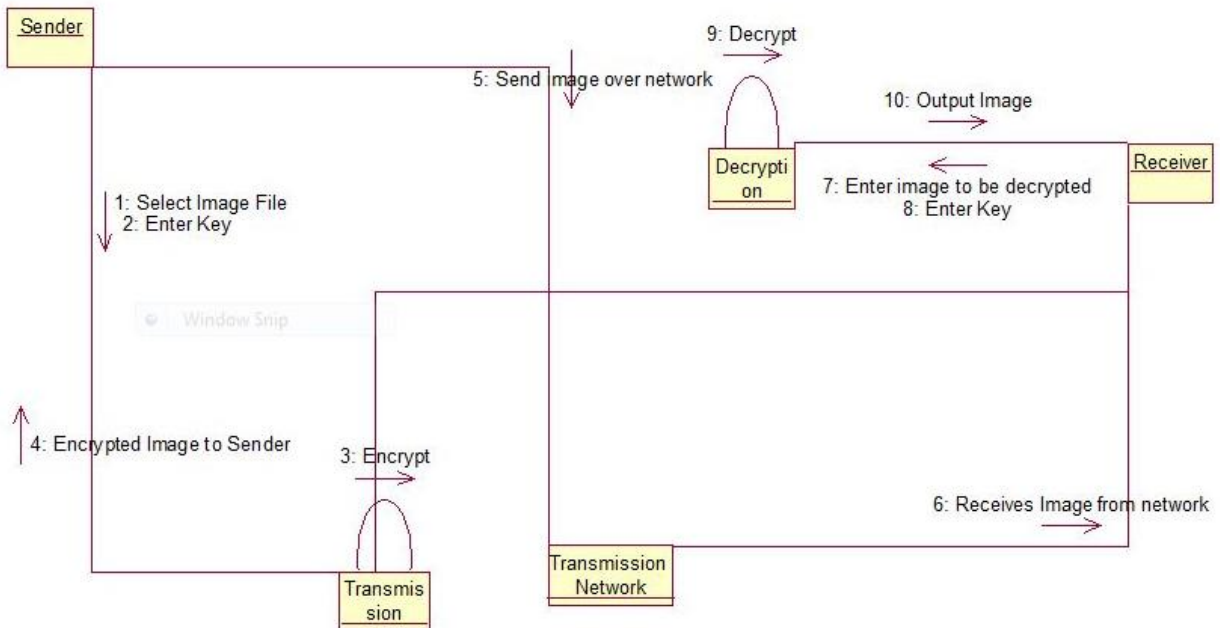 Sender
9: Decrypt
5: Send image over network
10: Output Image
Decrypti
on
Receiver
7: Enter image to be decrypted
8: Enter Key
1: Select Image File
2: Enter Key
Window Snip
4: Encrypted Image to Sender
3: Encrypt
6: Receives Image from network
Transmission
Network
Transmis
sion